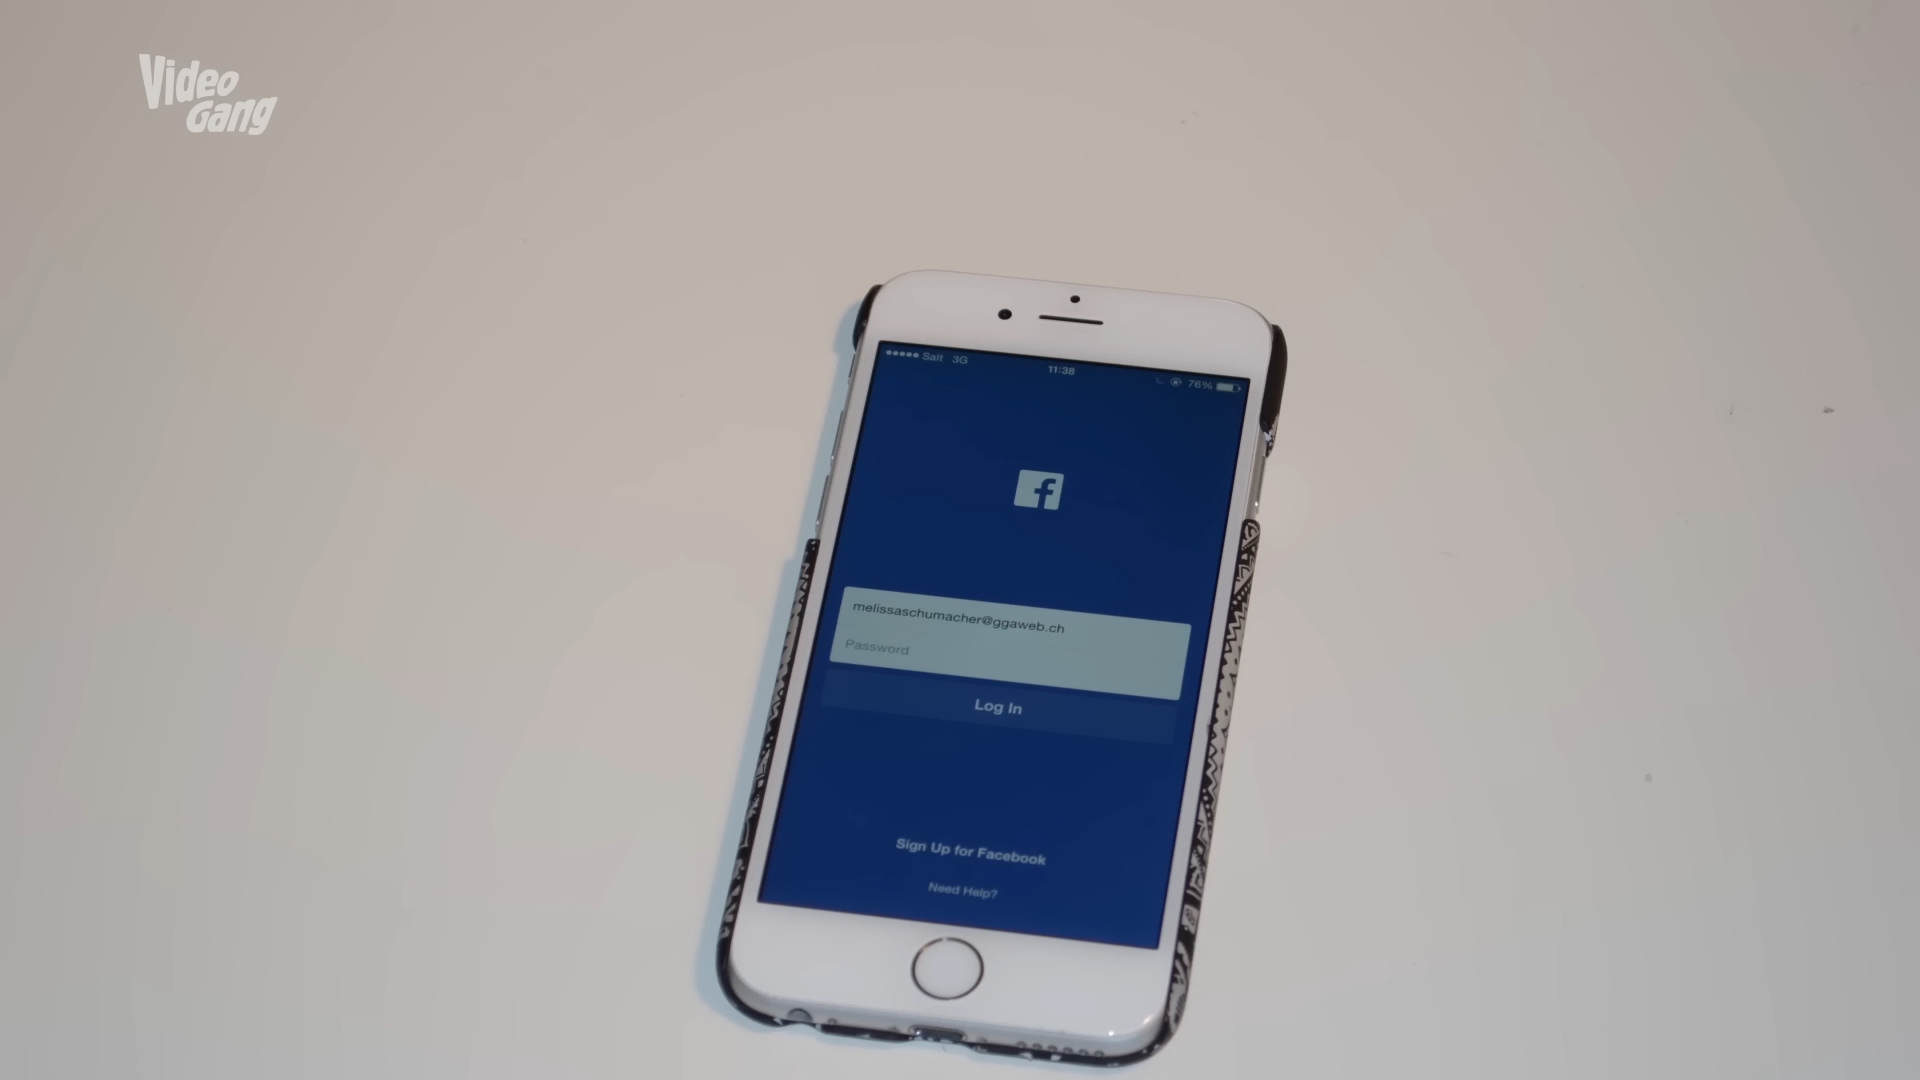 Video
Gang
Salt 3G
11:38
76%
f
melissaschumacher@ggaweb.ch
Password
Log In
Sign Up for Facebook
Need Help?